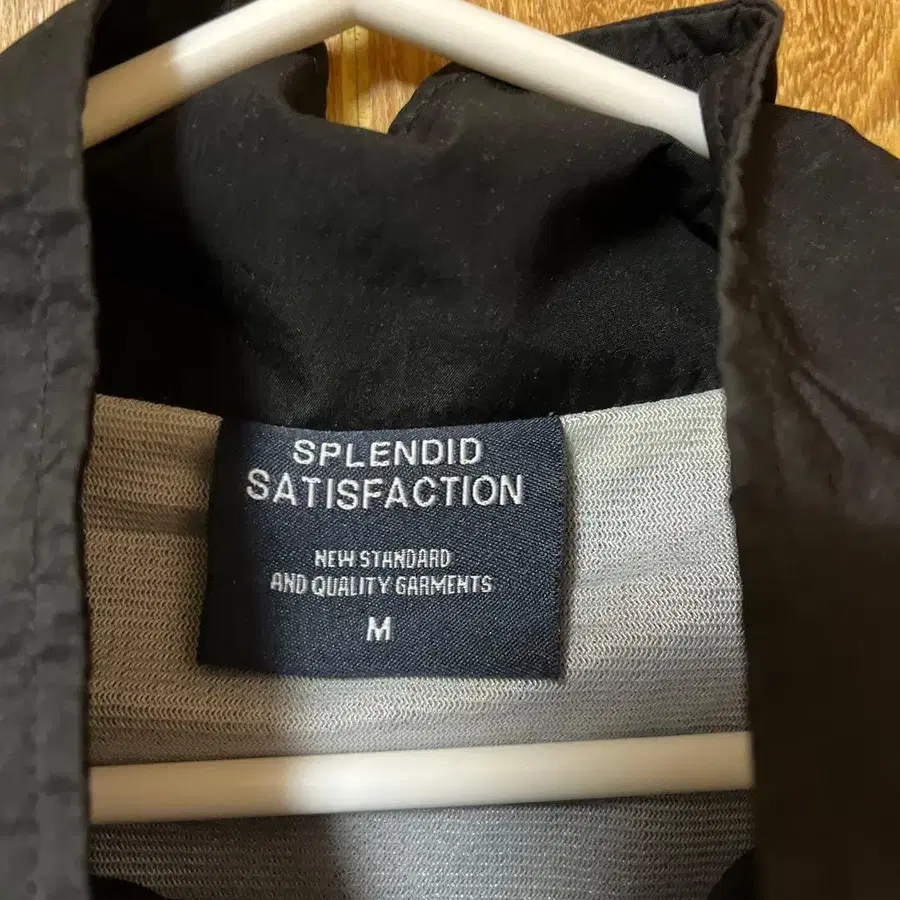 SPLENDID
SATISFACTION
NEW STANDARD
AND QUALITY GARMENTS
M